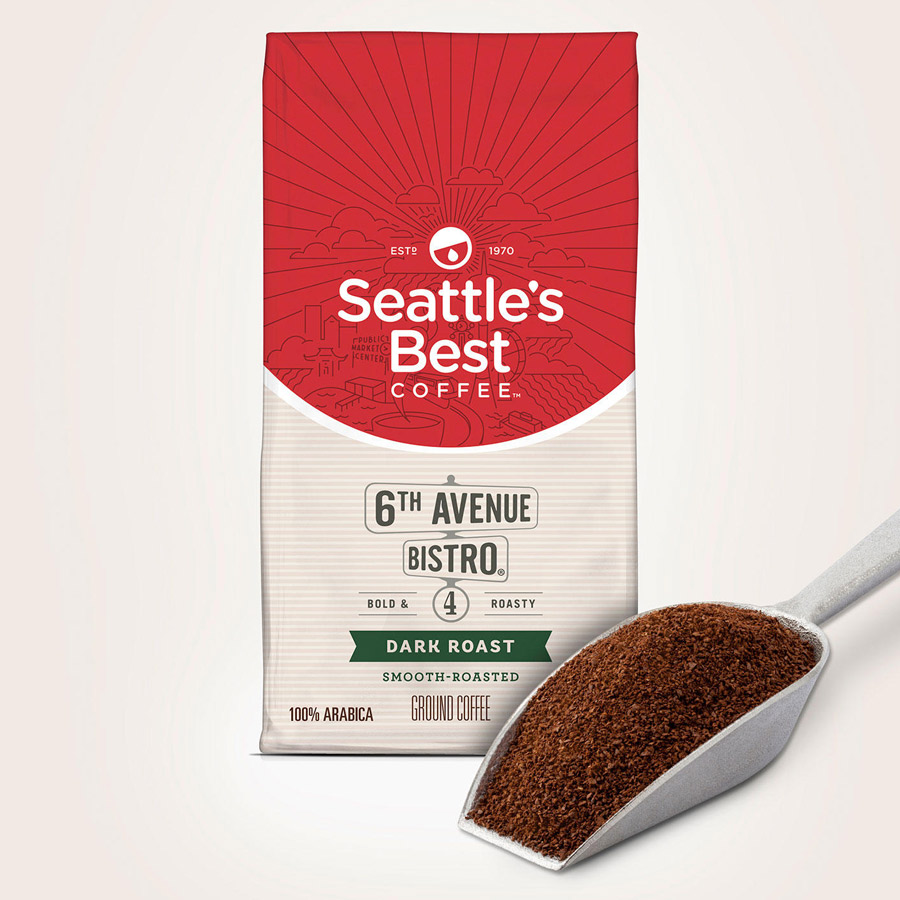 ESTD 1970
Seattle's
Best
COFFEE™
PUBLIC
MARKET
CENTER
6TH AVENUE
BISTRO®
BOLD & 4 ROASTY
DARK ROAST
SMOOTH-ROASTED
100% ARABICA GROUND COFFEE